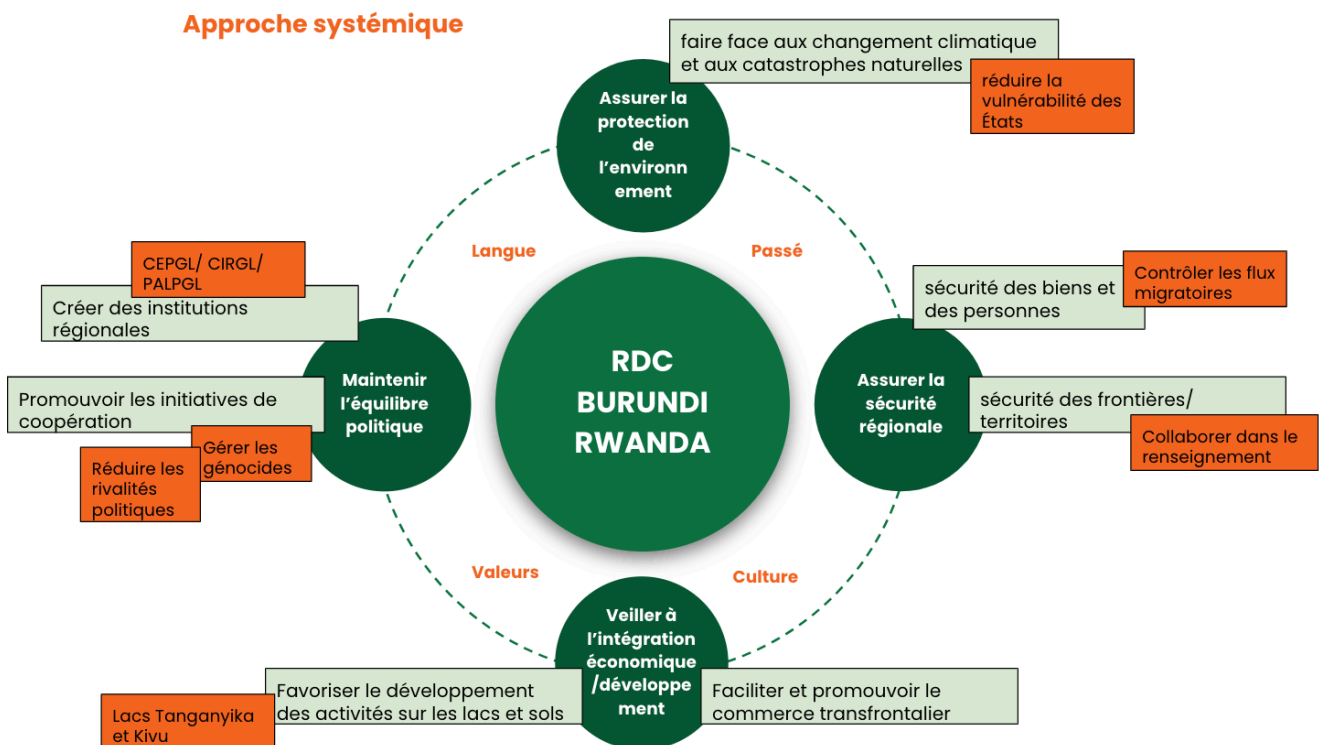 Approche systémique
faire face aux changement climatique
et aux catastrophes naturelles
réduire la
vulnérabilité des
États
Assurer la
protection
de
l'environn
ement
Langue
Passé
CEPGL/ CIRGL/
PALPGL
Créer des institutions
régionales
sécurité des biens et
des personnes
Contrôler les flux
migratoires
Maintenir
l'équilibre
politique
RDC
BURUNDI
RWANDA
Assurer la
sécurité
régionale
Promouvoir les initiatives de
coopération
Gérer les
génocides
Réduire les
rivalités
politiques
sécurité des frontières/
territoires
Collaborer dans le
renseignement
Valeurs
Culture
Veiller à
l'intégration
économique
/développe
ment
Favoriser le développement
des activités sur les lacs et sols
Lacs Tanganyika
et Kivu
Faciliter et promouvoir le
commerce transfrontalier